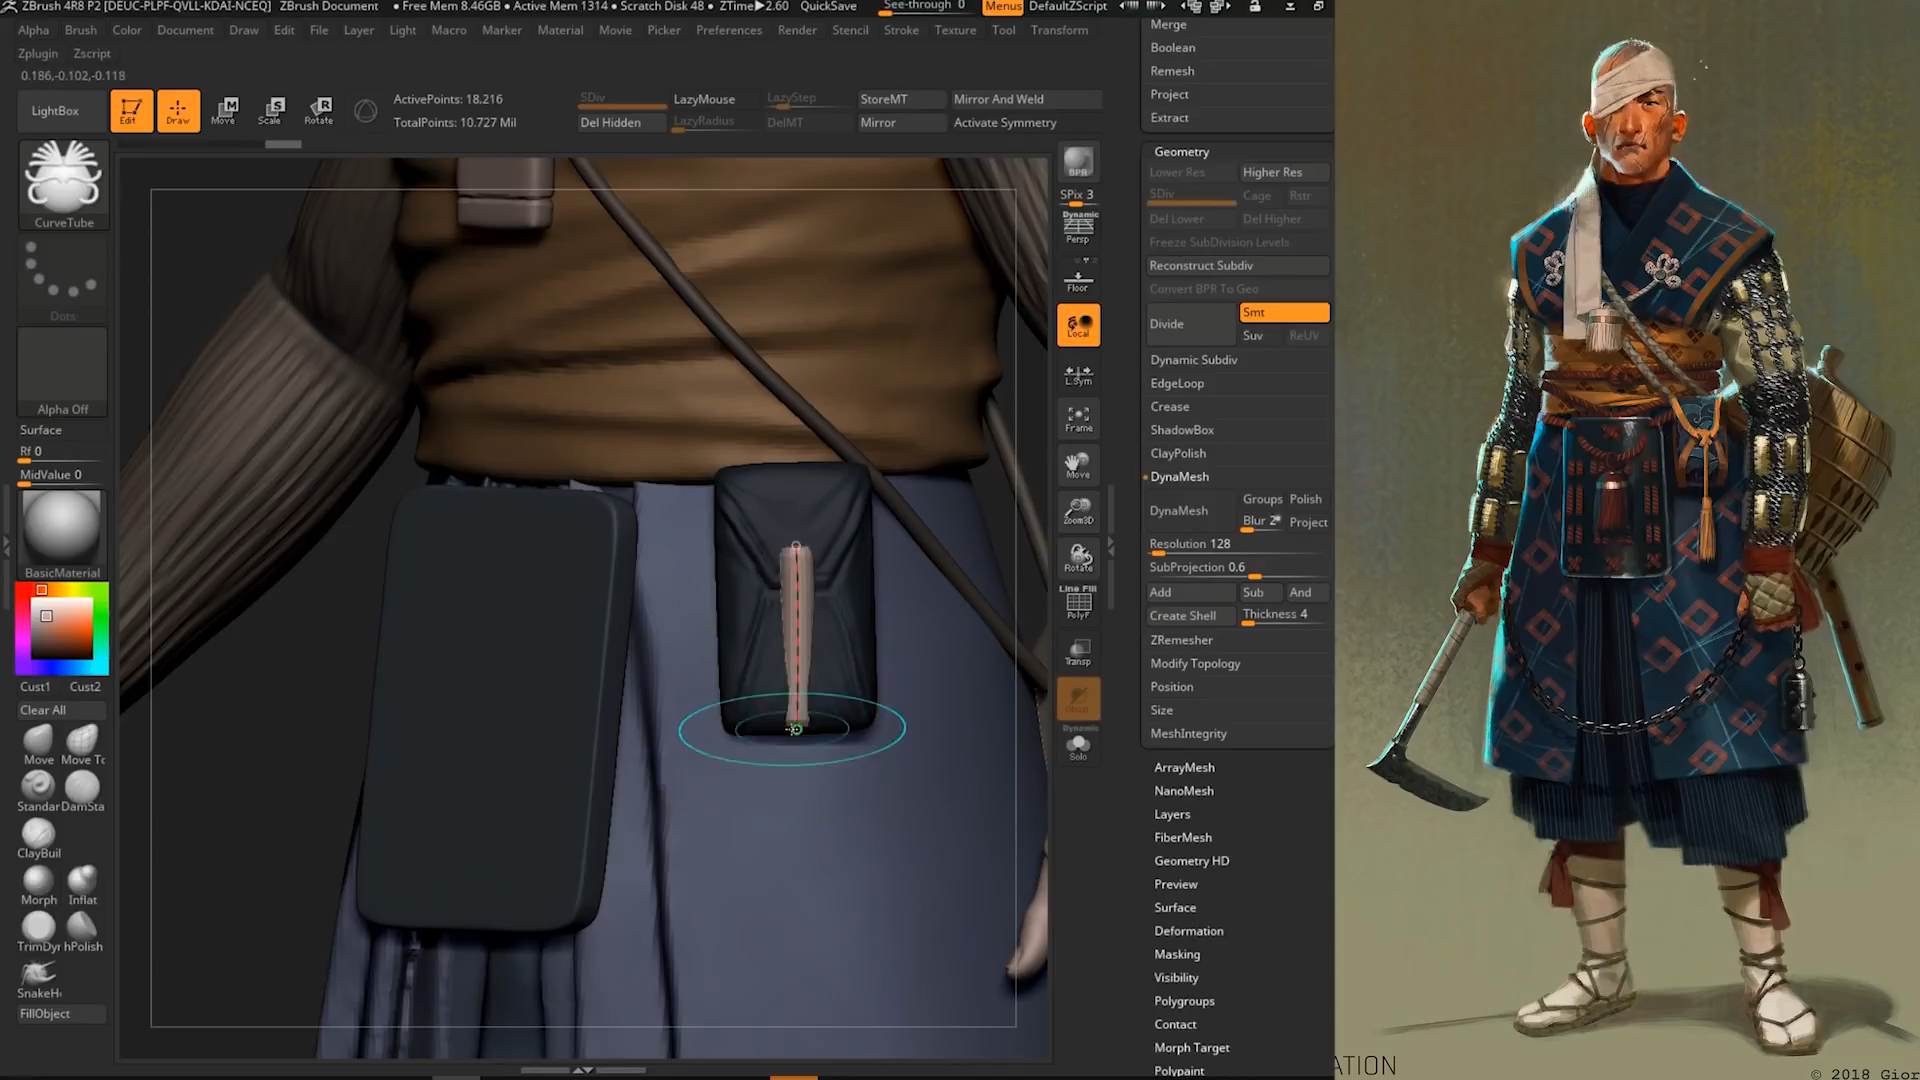 ZBrush 4R8 P2 [DEUC-PLPF-QVLL-KDAI-NCEQ] ZBrush Document • Free Mem 8.46GB • Active Mem 1314 • Scratch Disk 48 • ZTime▶2.60 QuickSave See-through 0 Menus DefaultZScript
Alpha Brush Color Document Draw Edit File Layer Light Macro Marker Material Movie Picker Preferences Render Stencil Stroke Texture Tool Transform
Zplugin Zscript
0.186,-0.102,-0.118
LightBox Edit Draw Move Scale Rotate
ActivePoints: 18,216
TotalPoints: 10.727 Mil
SDiv LazyMouse LazyStep StoreMT Mirror And Weld
Del Hidden LazyRadius DelMT Mirror Activate Symmetry
CurveTube
Dots
Alpha Off
Surface
Rf 0
MidValue 0
BasicMaterial
Cust1 Cust2
Clear All
Move Move Tc
Standar DamSta
ClayBuil
Morph Inflat
TrimDyr hPolish
SnakeH
FillObject
BPR
SPix 3
Dynamic
Persp
Floor
Local
L.Sym
Frame
Move
Zoom3D
Rotate
Line Fill
PolyF
Transp
Ghost
Dynamic
Solo
Merge
Boolean
Remesh
Project
Extract
Geometry
Lower Res Higher Res
SDiv Cage Rstr
Del Lower Del Higher
Freeze SubDivision Levels
Reconstruct Subdiv
Convert BPR To Geo
Divide Smt
Suv ReUV
Dynamic Subdiv
EdgeLoop
Crease
ShadowBox
ClayPolish
DynaMesh
DynaMesh Groups Polish
Blur 2 Project
Resolution 128
SubProjection 0.6
Add Sub And
Create Shell Thickness 4
ZRemesher
Modify Topology
Position
Size
MeshIntegrity
ArrayMesh
NanoMesh
Layers
FiberMesh
Geometry HD
Preview
Surface
Deformation
Masking
Visibility
Polygroups
Contact
Morph Target
Polypaint
ATION
© 2018 Gior